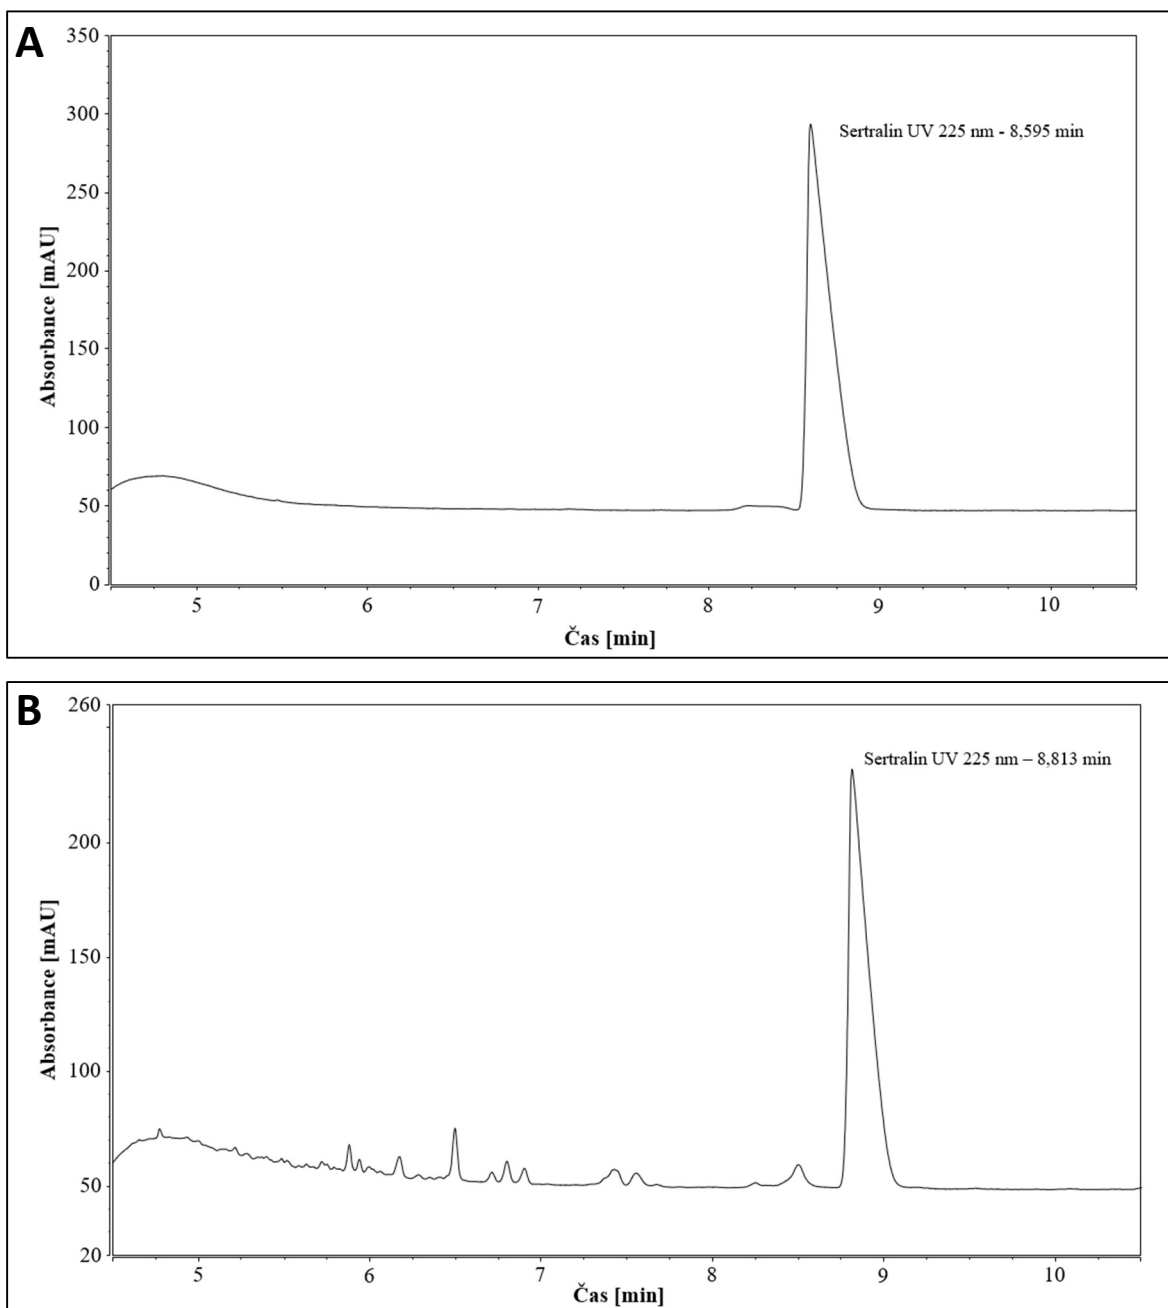 A
350
300
250
200
150
100
50
0
Absorbance [mAU]
Sertralin UV 225 nm - 8,595 min
5 6 7 8 9 10
Čas [min]
B
260
200
150
100
50
20
Absorbance [mAU]
Sertralin UV 225 nm – 8,813 min
5 6 7 8 9 10
Čas [min]